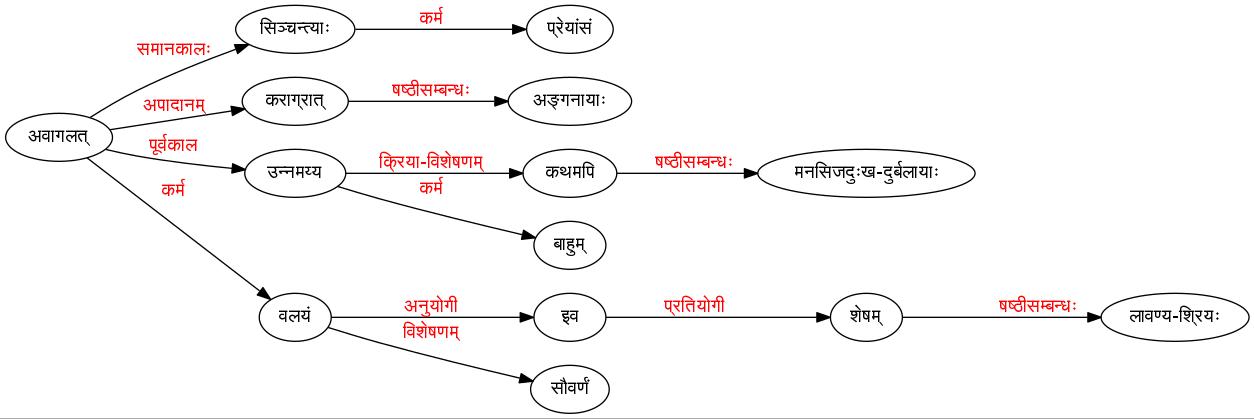 सिञ्चन्त्याः
कर्म
प्रेयांसं
समानकालः
कराग्रात्
षष्ठीसम्बन्धः
अङ्गनायाः
अपादानम्
अवागलत्
पूर्वकाल
उन्नमय्य
क्रिया-विशेषणम्
कथमपि
षष्ठीसम्बन्धः
मनसिजदुःख-दुर्बलायाः
कर्म
कर्म
बाहुम्
वलयं
अनुयोगी
इव
प्रतियोगी
शेषम्
षष्ठीसम्बन्धः
लावण्य-श्रियः
विशेषणम्
सौवर्णं